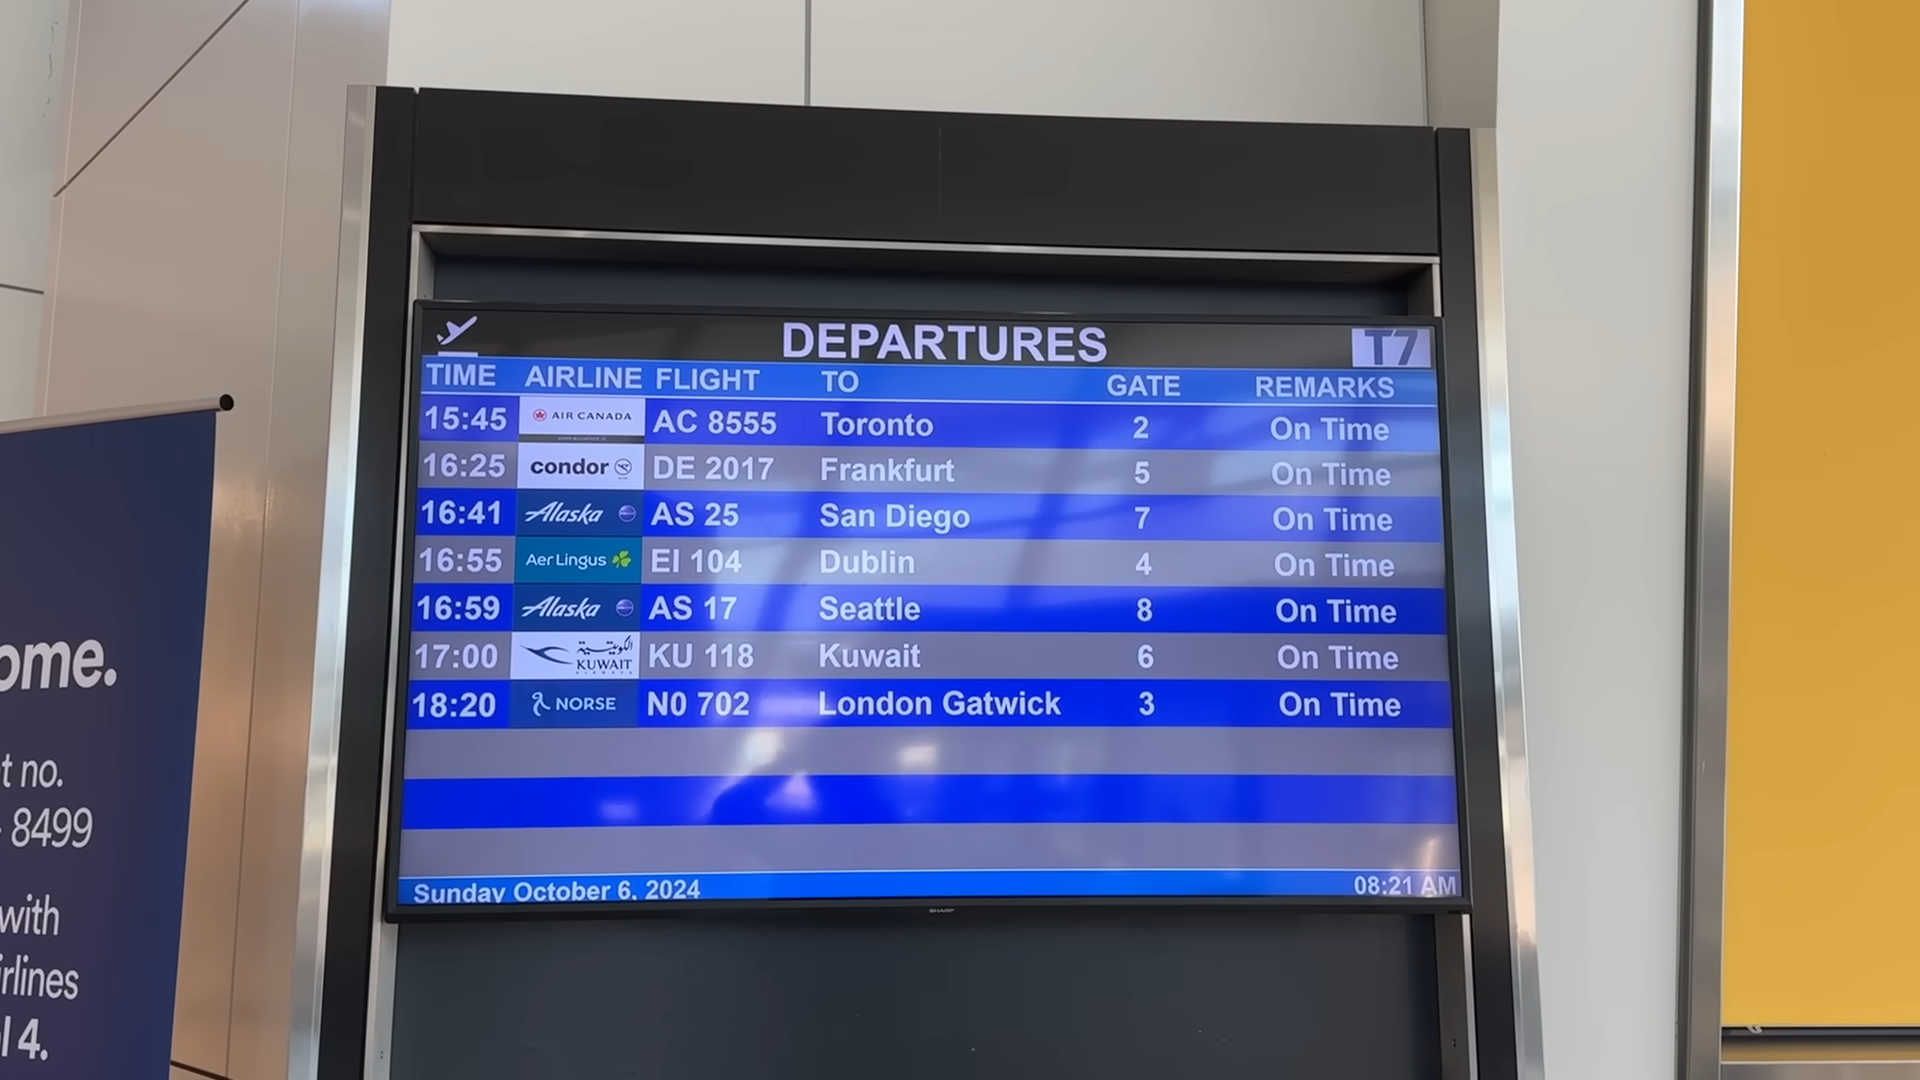 DEPARTURES T7
TIME AIRLINE FLIGHT TO GATE REMARKS
15:45 AIR CANADA AC 8555 Toronto 2 On Time
16:25 condor DE 2017 Frankfurt 5 On Time
16:41 Alaska AS 25 San Diego 7 On Time
16:55 Aer Lingus EI 104 Dublin 4 On Time
16:59 Alaska AS 17 Seattle 8 On Time
17:00 الكويتية KUWAIT AIRWAYS KU 118 Kuwait 6 On Time
18:20 NORSE N0 702 London Gatwick 3 On Time
Sunday October 6, 2024 08:21 AM
SHARP
ome.
t no.
8499
with
irlines
l 4.